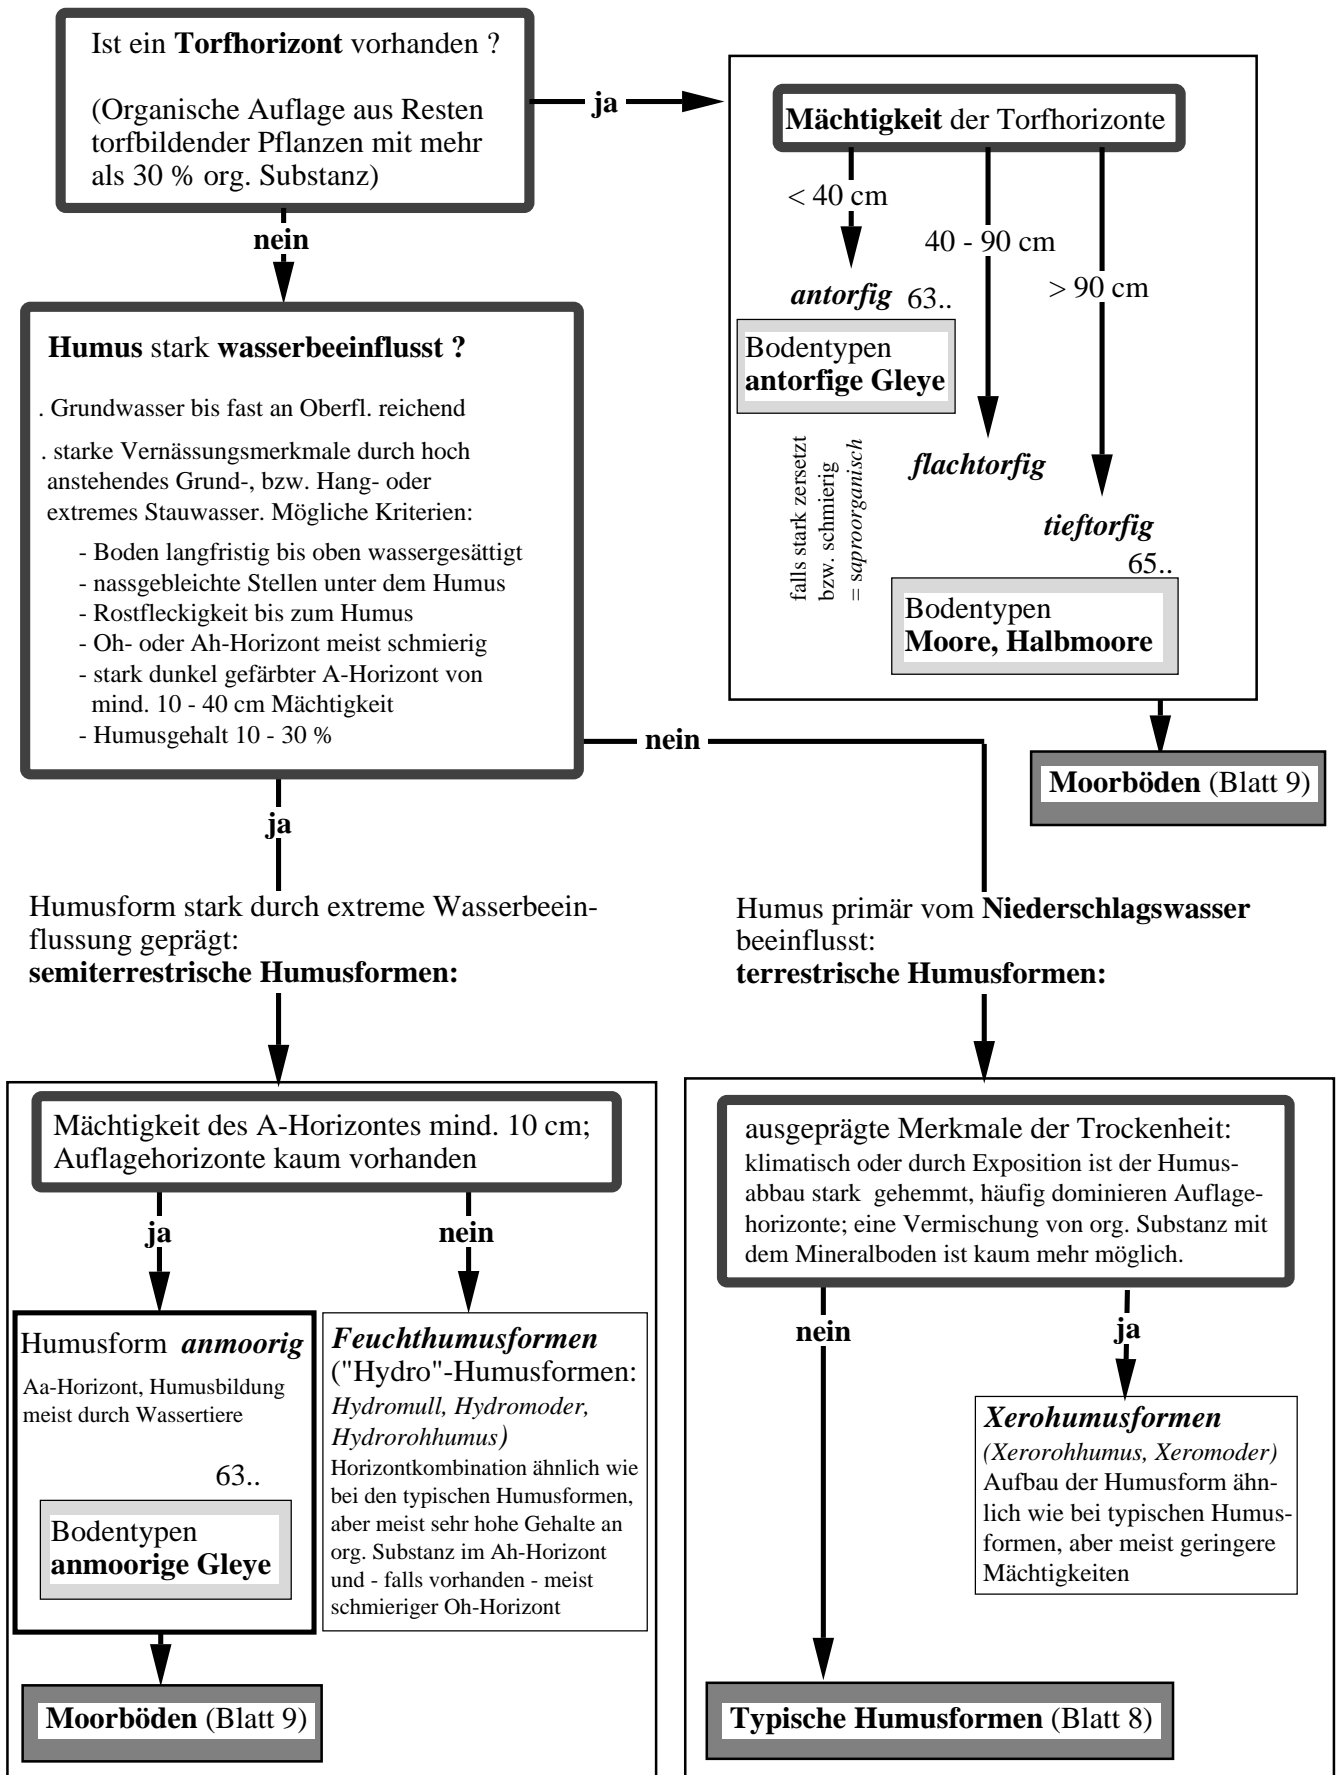 Ist ein Torfhorizont vorhanden ?
(Organische Auflage aus Resten
torfbildender Pflanzen mit mehr
als 30 % org. Substanz)
ja
nein
Mächtigkeit der Torfhorizonte
< 40 cm
40 - 90 cm
> 90 cm
antorfig 63..
Bodentypen
antorfige Gleye
falls stark zersetzt
bzw. schmierig
= saproorganisch
flachtorfig
tieftorfig
65..
Bodentypen
Moore, Halbmoore
Moorböden (Blatt 9)
Humus stark wasserbeeinflusst ?
. Grundwasser bis fast an Oberfl. reichend
. starke Vernässungsmerkmale durch hoch
anstehendes Grund-, bzw. Hang- oder
extremes Stauwasser. Mögliche Kriterien:
- Boden langfristig bis oben wassergesättigt
- nassgebleichte Stellen unter dem Humus
- Rostfleckigkeit bis zum Humus
- Oh- oder Ah-Horizont meist schmierig
- stark dunkel gefärbter A-Horizont von
mind. 10 - 40 cm Mächtigkeit
- Humusgehalt 10 - 30 %
nein
ja
Humusform stark durch extreme Wasserbeein-
flussung geprägt:
semiterrestrische Humusformen:
Humus primär vom Niederschlagswasser
beeinflusst:
terrestrische Humusformen:
Mächtigkeit des A-Horizontes mind. 10 cm;
Auflagehorizonte kaum vorhanden
ja
nein
Humusform anmoorig
Aa-Horizont, Humusbildung
meist durch Wassertiere
63..
Bodentypen
anmoorige Gleye
Moorböden (Blatt 9)
Feuchthumusformen
("Hydro"-Humusformen:
Hydromull, Hydromoder,
Hydrorohhumus)
Horizontkombination ähnlich wie
bei den typischen Humusformen,
aber meist sehr hohe Gehalte an
org. Substanz im Ah-Horizont
und - falls vorhanden - meist
schmieriger Oh-Horizont
ausgeprägte Merkmale der Trockenheit:
klimatisch oder durch Exposition ist der Humus-
abbau stark gehemmt, häufig dominieren Auflage-
horizonte; eine Vermischung von org. Substanz mit
dem Mineralboden ist kaum mehr möglich.
nein
ja
Xerohumusformen
(Xerorohhumus, Xeromoder)
Aufbau der Humusform ähn-
lich wie bei typischen Humus-
formen, aber meist geringere
Mächtigkeiten
Typische Humusformen (Blatt 8)